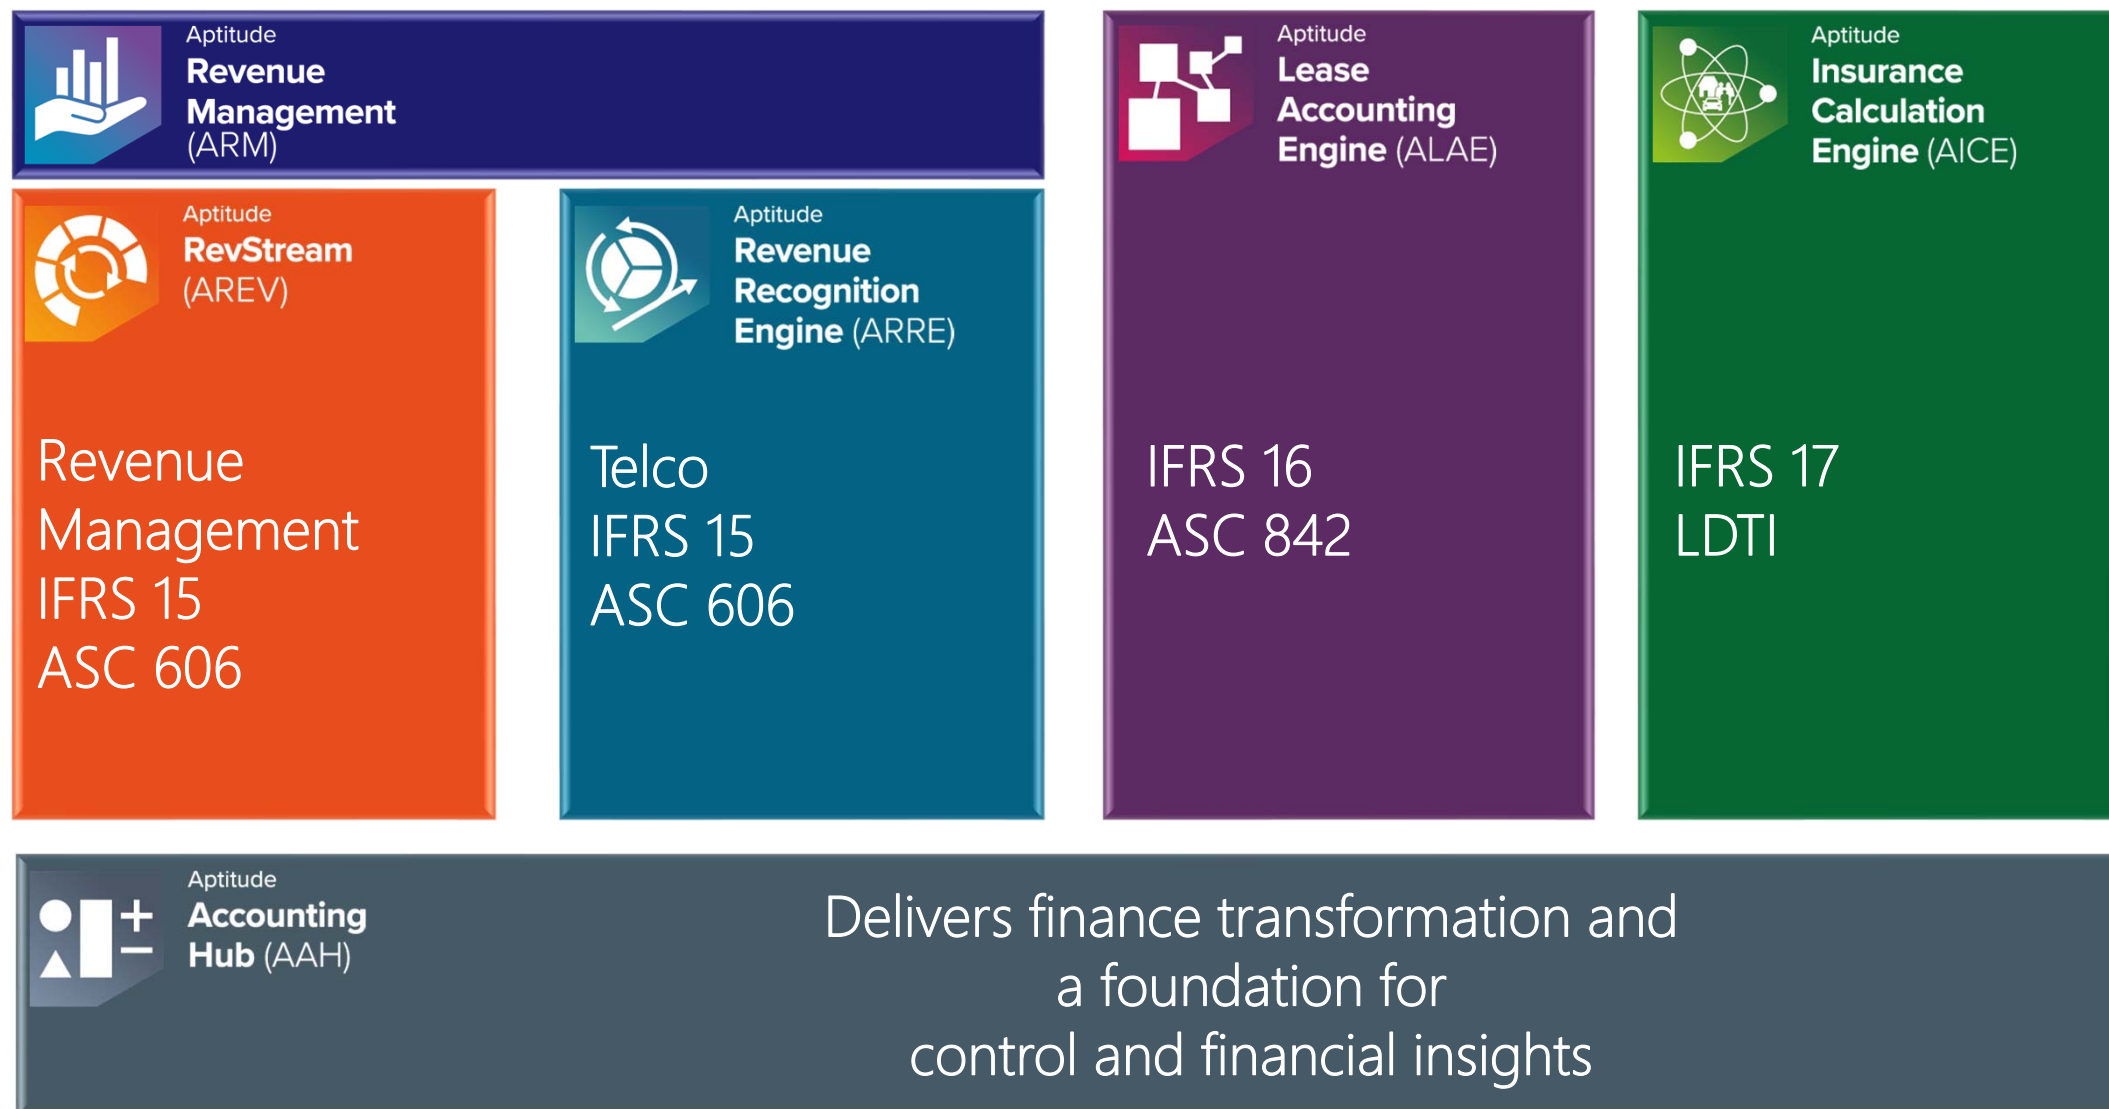 Aptitude
Revenue
Management
(ARM)
Aptitude
RevStream
(AREV)
Revenue
Management
IFRS 15
ASC 606
Aptitude
Revenue
Recognition
Engine (ARRE)
Telco
IFRS 15
ASC 606
Aptitude
Lease
Accounting
Engine (ALAE)
IFRS 16
ASC 842
Aptitude
Insurance
Calculation
Engine (AICE)
IFRS 17
LDTI
Aptitude
Accounting
Hub (AAH)
Delivers finance transformation and
a foundation for
control and financial insights